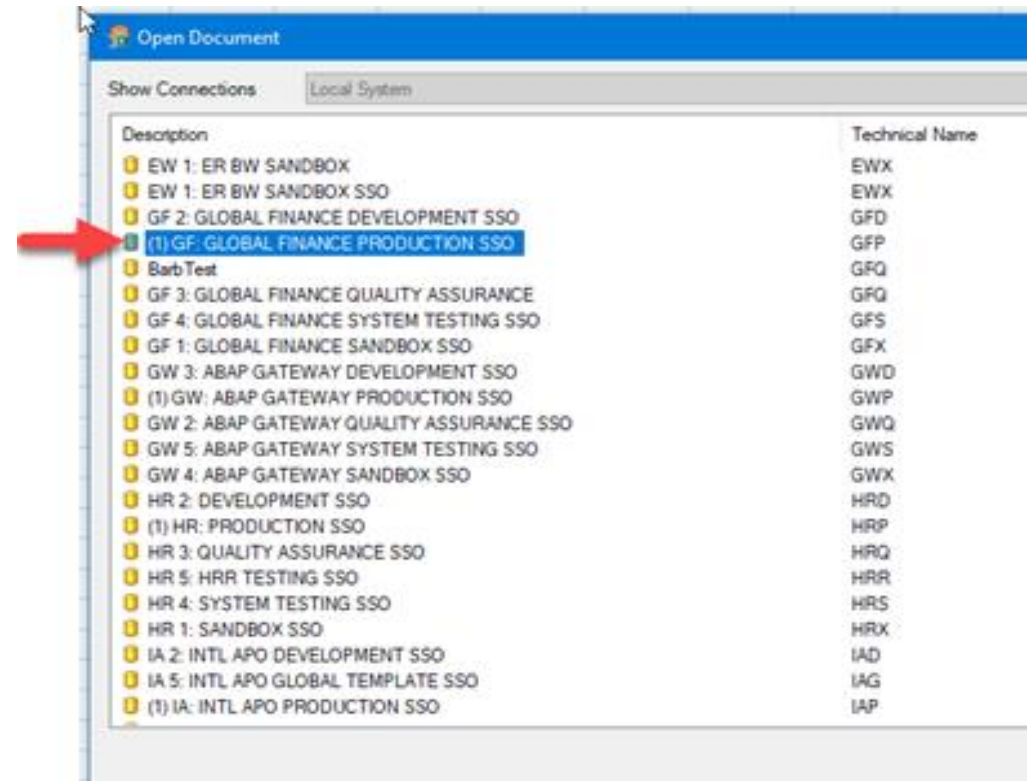 Open Document
Show Connections Local System
Description Technical Name
EW 1: ER BW SANDBOX EWX
EW 1: ER BW SANDBOX SSO EWX
GF 2: GLOBAL FINANCE DEVELOPMENT SSO GFD
(1) GF: GLOBAL FINANCE PRODUCTION SSO GFP
BarbTest GFQ
GF 3: GLOBAL FINANCE QUALITY ASSURANCE GFQ
GF 4: GLOBAL FINANCE SYSTEM TESTING SSO GFS
GF 1: GLOBAL FINANCE SANDBOX SSO GFX
GW 3: ABAP GATEWAY DEVELOPMENT SSO GWD
(1) GW: ABAP GATEWAY PRODUCTION SSO GWP
GW 2: ABAP GATEWAY QUALITY ASSURANCE SSO GWQ
GW 5: ABAP GATEWAY SYSTEM TESTING SSO GWS
GW 4: ABAP GATEWAY SANDBOX SSO GWX
HR 2: DEVELOPMENT SSO HRD
(1) HR: PRODUCTION SSO HRP
HR 3: QUALITY ASSURANCE SSO HRQ
HR 5: HRR TESTING SSO HRR
HR 4: SYSTEM TESTING SSO HRS
HR 1: SANDBOX SSO HRX
IA 2: INTL APO DEVELOPMENT SSO IAD
IA 5: INTL APO GLOBAL TEMPLATE SSO IAG
(1) IA: INTL APO PRODUCTION SSO IAP